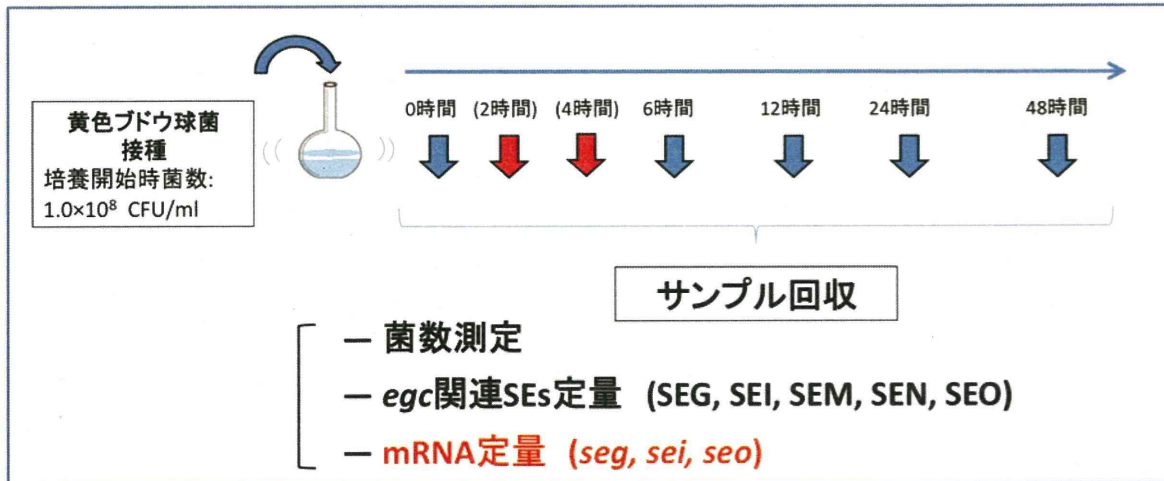 黄色ブドウ球菌
接種
培養開始時菌数:
1.0×10⁸ CFU/ml
0時間 (2時間) (4時間) 6時間 12時間 24時間 48時間
サンプル回収
— 菌数測定
— egc関連SEs定量 (SEG, SEI, SEM, SEN, SEO)
— mRNA定量 (seg, sei, seo)